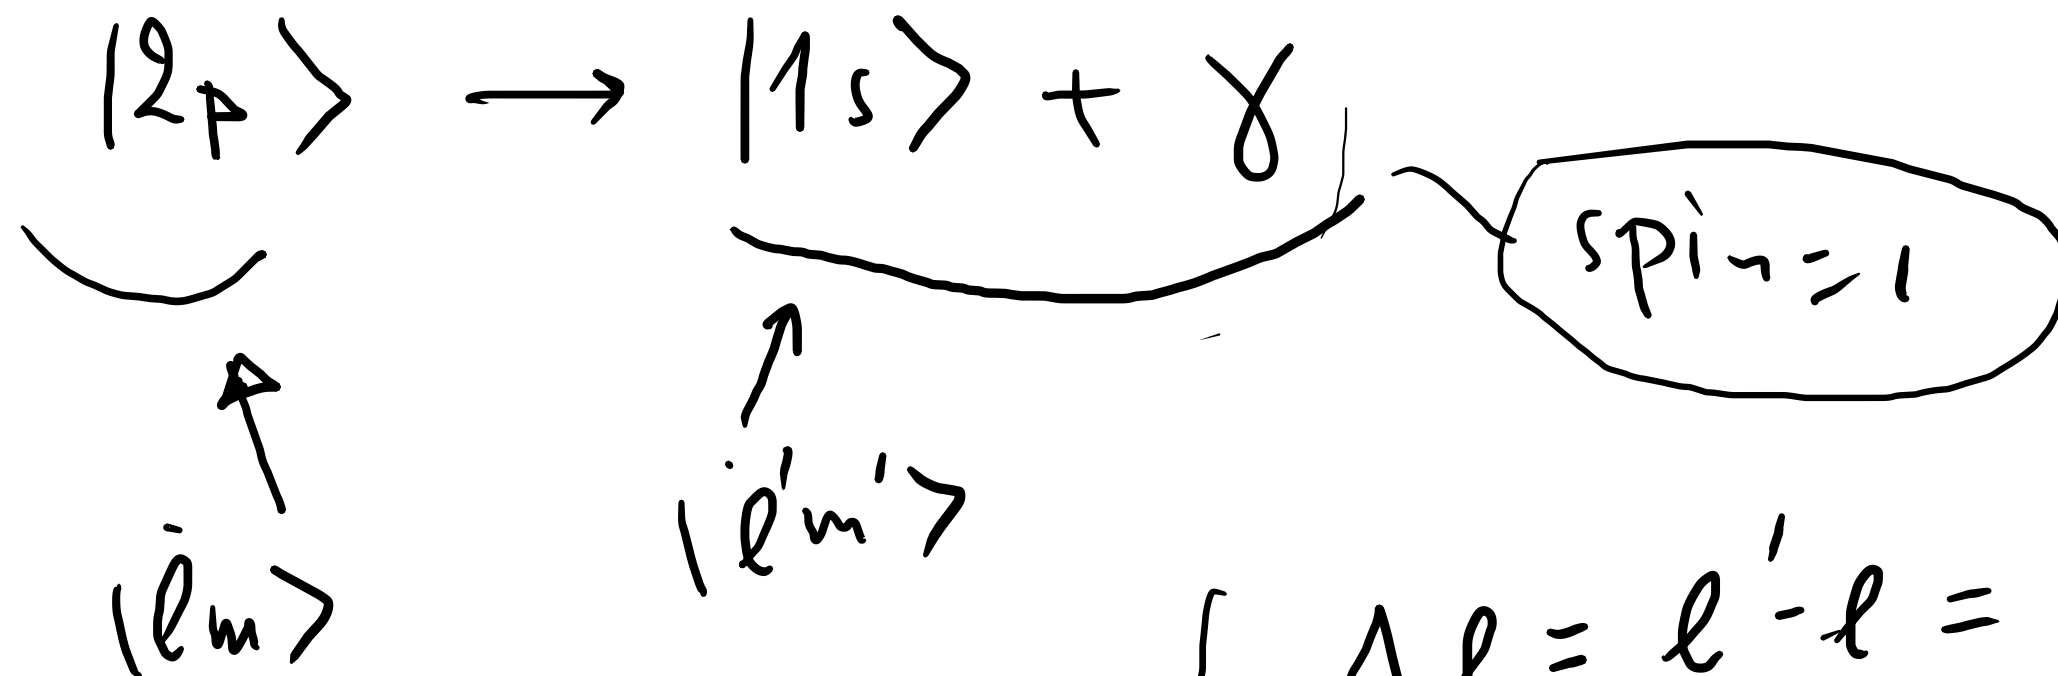 |2p⟩ → |1s⟩ + γ
spin = 1
|l'm'⟩
|lm⟩
Δl = l' - l =